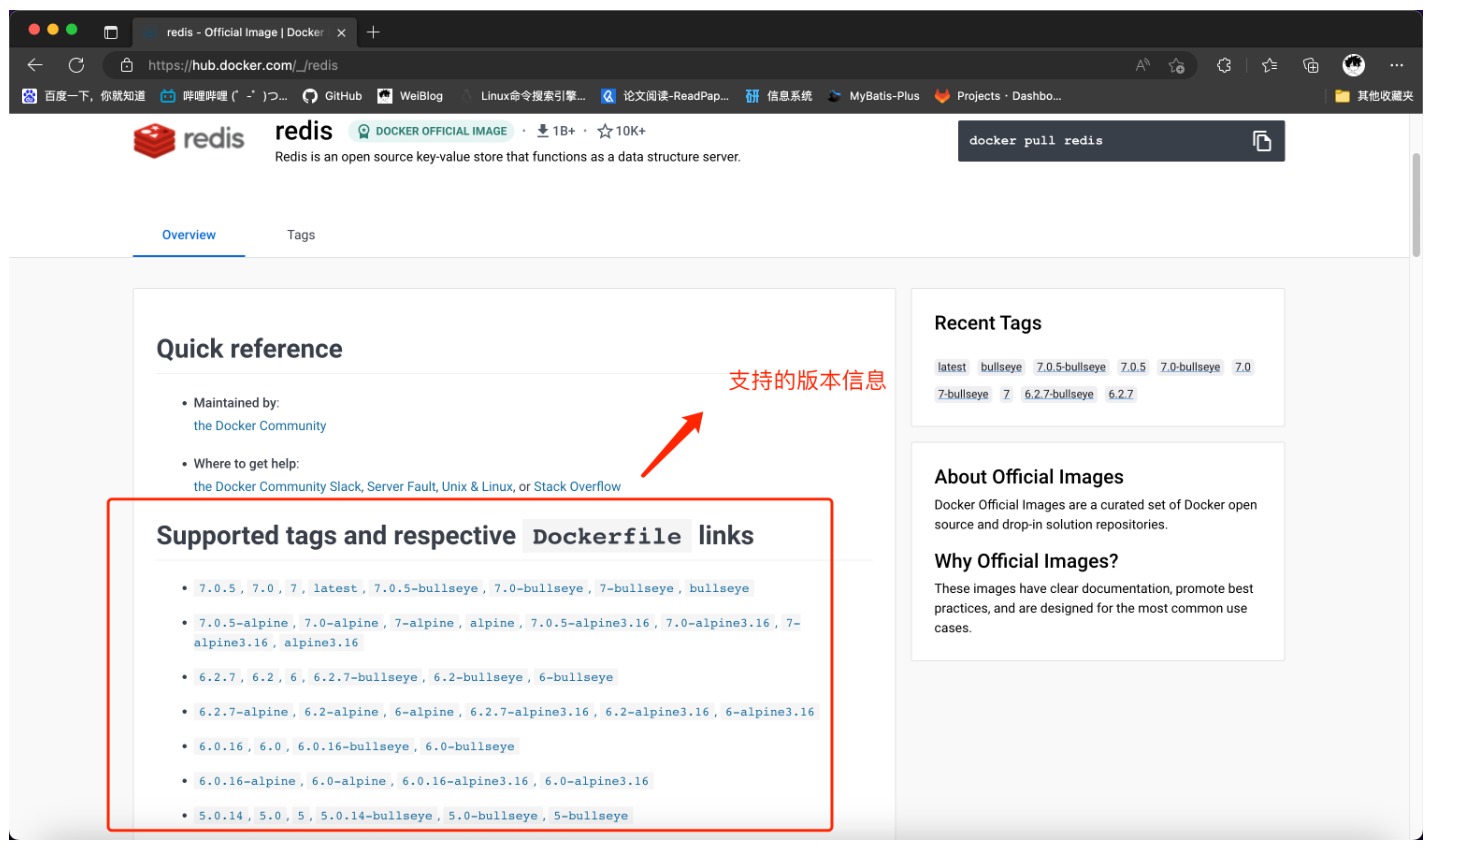 redis - Official Image | Docker
https://hub.docker.com/_/redis
百度一下，你就知道 哔哩哔哩 (゜-゜)つ... GitHub WeiBlog Linux命令搜索引擎... 论文阅读-ReadPap... 研 信息系统 MyBatis-Plus Projects · Dashbo... 其他收藏夹
redis redis DOCKER OFFICIAL IMAGE · 1B+ · 10K+
Redis is an open source key-value store that functions as a data structure server.
docker pull redis
Overview Tags
Quick reference
支持的版本信息
• Maintained by:
the Docker Community
• Where to get help:
the Docker Community Slack, Server Fault, Unix & Linux, or Stack Overflow
Supported tags and respective Dockerfile links
• 7.0.5, 7.0, 7, latest, 7.0.5-bullseye, 7.0-bullseye, 7-bullseye, bullseye
• 7.0.5-alpine, 7.0-alpine, 7-alpine, alpine, 7.0.5-alpine3.16, 7.0-alpine3.16, 7-
alpine3.16, alpine3.16
• 6.2.7, 6.2, 6, 6.2.7-bullseye, 6.2-bullseye, 6-bullseye
• 6.2.7-alpine, 6.2-alpine, 6-alpine, 6.2.7-alpine3.16, 6.2-alpine3.16, 6-alpine3.16
• 6.0.16, 6.0, 6.0.16-bullseye, 6.0-bullseye
• 6.0.16-alpine, 6.0-alpine, 6.0.16-alpine3.16, 6.0-alpine3.16
• 5.0.14, 5.0, 5, 5.0.14-bullseye, 5.0-bullseye, 5-bullseye
Recent Tags
latest bullseye 7.0.5-bullseye 7.0.5 7.0-bullseye 7.0
7-bullseye 7 6.2.7-bullseye 6.2.7
About Official Images
Docker Official Images are a curated set of Docker open
source and drop-in solution repositories.
Why Official Images?
These images have clear documentation, promote best
practices, and are designed for the most common use
cases.